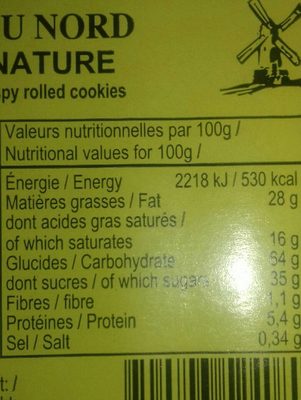 U NORD
NATURE
spy rolled cookies
Valeurs nutritionnelles par 100g /
Nutritional values for 100g /
Énergie / Energy 2218 kJ / 530 kcal
Matières grasses / Fat 28 g
dont acides gras saturés /
of which saturates 16 g
Glucides / Carbohydrate 64 g
dont sucres / of which sugars 35 g
Fibres / fibre 1,1 g
Protéines / Protein 5,4 g
Sel / Salt 0,34 g
t: /